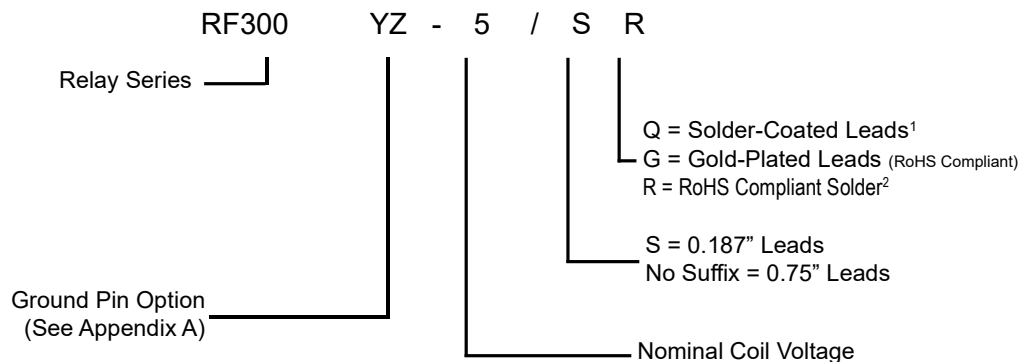 RF300 YZ - 5 / S R
Relay Series
Q = Solder-Coated Leads¹
G = Gold-Plated Leads (RoHS Compliant)
R = RoHS Compliant Solder²
S = 0.187” Leads
No Suffix = 0.75” Leads
Ground Pin Option
(See Appendix A)
Nominal Coil Voltage